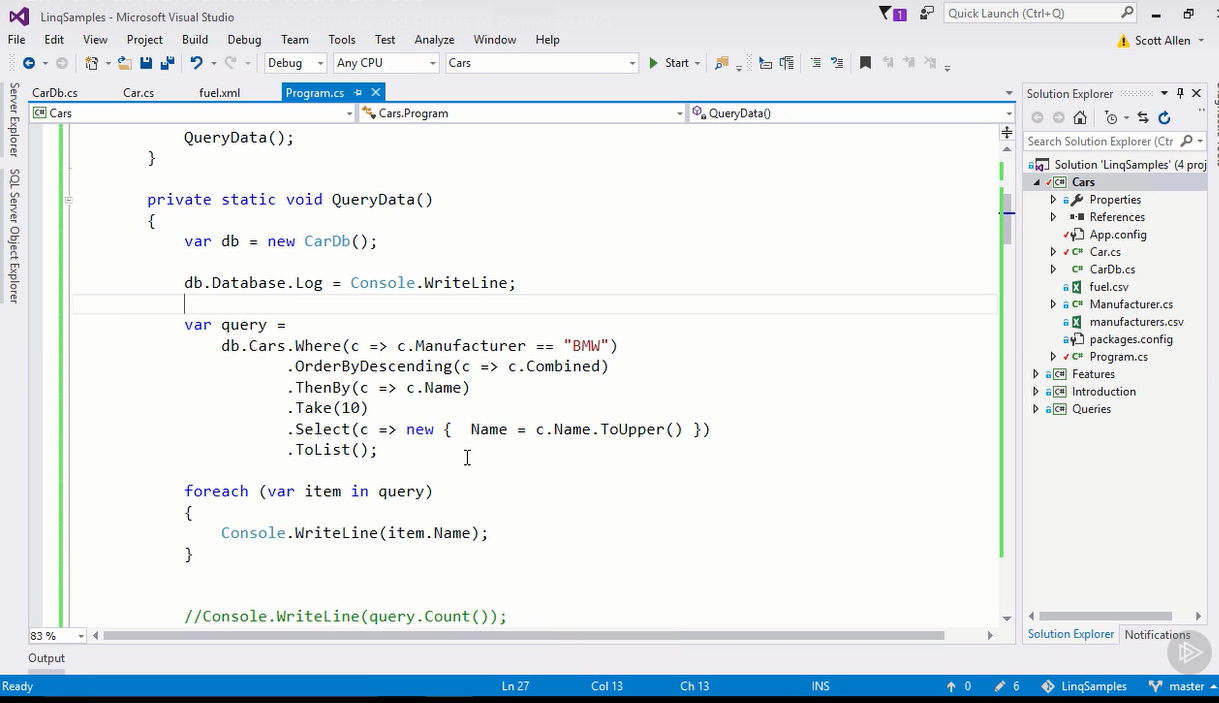 LinqSamples - Microsoft Visual Studio
1
Quick Launch (Ctrl+Q)
File Edit View Project Build Debug Team Tools Test Analyze Window Help
Scott Allen
Debug Any CPU Cars Start
CarDb.cs Car.cs fuel.xml Program.cs
Cars Cars.Program QueryData()
Server Explorer
SQL Server Object Explorer
QueryData();
}
private static void QueryData()
{
var db = new CarDb();
db.Database.Log = Console.WriteLine;
var query =
db.Cars.Where(c => c.Manufacturer == "BMW")
.OrderByDescending(c => c.Combined)
.ThenBy(c => c.Name)
.Take(10)
.Select(c => new {  Name = c.Name.ToUpper() })
.ToList();
foreach (var item in query)
{
Console.WriteLine(item.Name);
}
//Console.WriteLine(query.Count());
83 %
Solution Explorer
Search Solution Explorer (Ctr
Solution 'LinqSamples' (4 proj
Cars
Properties
References
App.config
Car.cs
CarDb.cs
fuel.csv
Manufacturer.cs
manufacturers.csv
packages.config
Program.cs
Features
Introduction
Queries
Solution Explorer Notifications
Output
Ready Ln 27 Col 13 Ch 13 INS 0 6 LinqSamples master